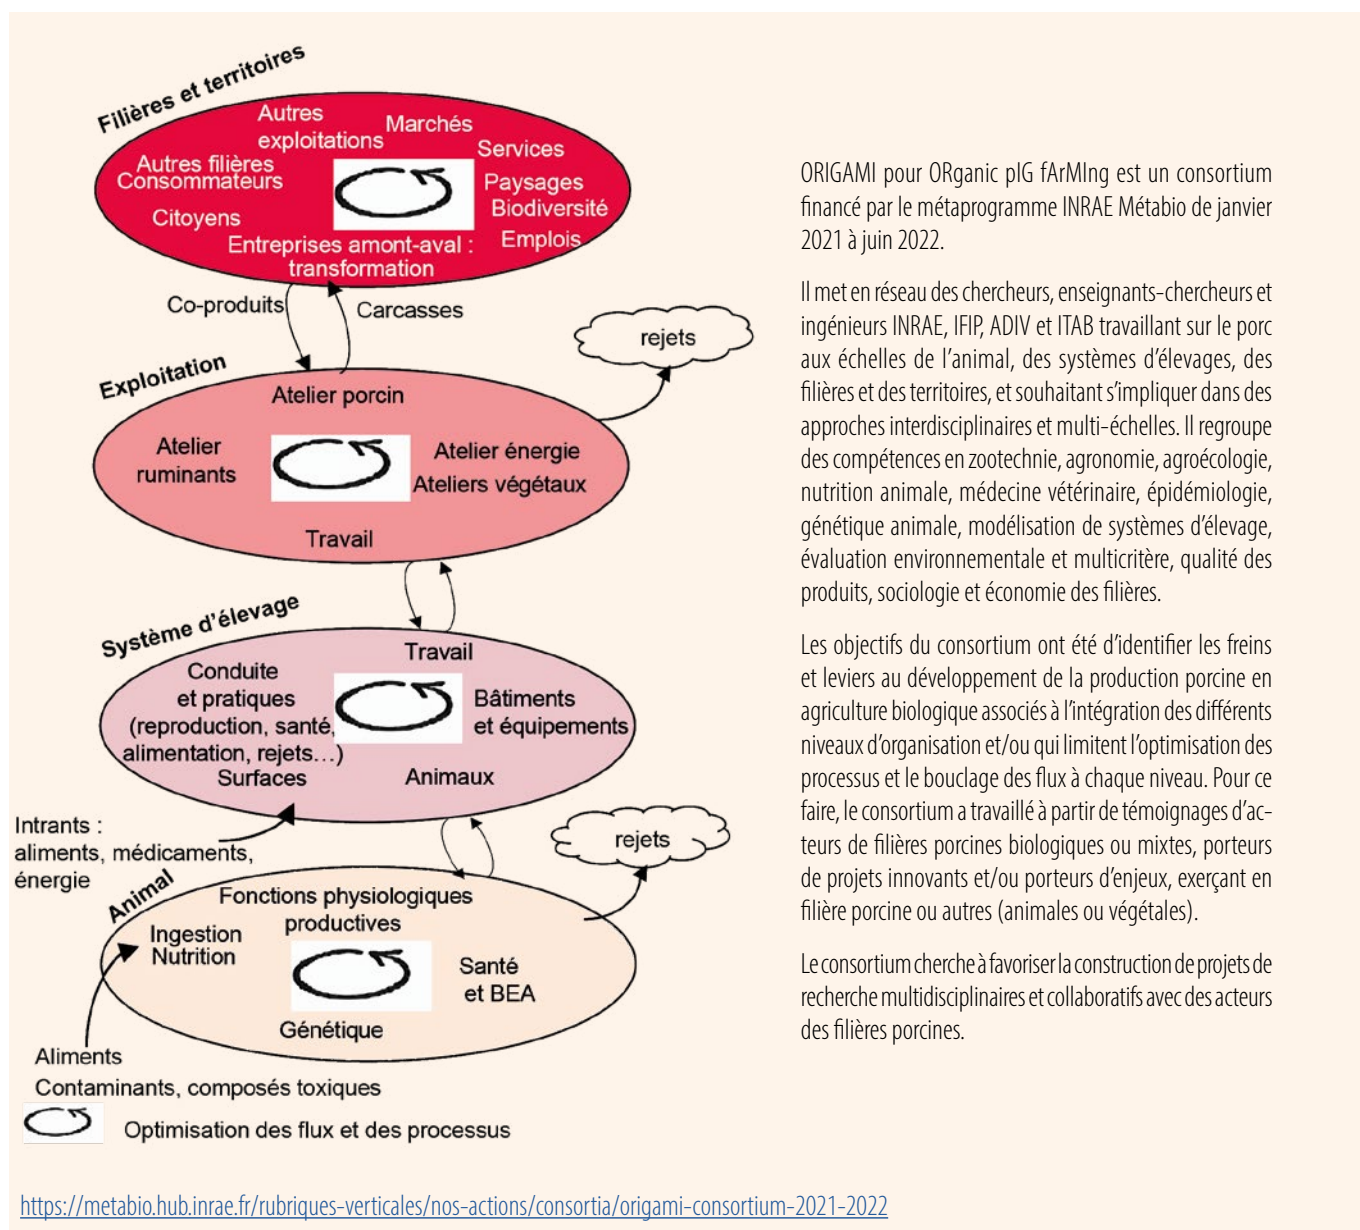 Filières et territoires
Autres
exploitations
Marchés
Services
Autres filières
Consommateurs
Paysages
Biodiversité
Citoyens
Emplois
Entreprises amont-aval :
transformation
Co-produits
Carcasses
rejets
Exploitation
Atelier porcin
Atelier
ruminants
Atelier énergie
Ateliers végétaux
Travail
Système d'élevage
Travail
Conduite
et pratiques
(reproduction, santé,
alimentation, rejets…)
Bâtiments
et équipements
Surfaces
Animaux
Intrants :
aliments, médicaments,
énergie
rejets
Animal
Fonctions physiologiques
productives
Ingestion
Nutrition
Santé
et BEA
Génétique
Aliments
Contaminants, composés toxiques
Optimisation des flux et des processus
ORIGAMI pour ORganic pIG fArMIng est un consortium
financé par le métaprogramme INRAE Métabio de janvier
2021 à juin 2022.
Il met en réseau des chercheurs, enseignants-chercheurs et
ingénieurs INRAE, IFIP, ADIV et ITAB travaillant sur le porc
aux échelles de l'animal, des systèmes d'élevages, des
filières et des territoires, et souhaitant s'impliquer dans des
approches interdisciplinaires et multi-échelles. Il regroupe
des compétences en zootechnie, agronomie, agroécologie,
nutrition animale, médecine vétérinaire, épidémiologie,
génétique animale, modélisation de systèmes d'élevage,
évaluation environnementale et multicritère, qualité des
produits, sociologie et économie des filières.
Les objectifs du consortium ont été d'identifier les freins
et leviers au développement de la production porcine en
agriculture biologique associés à l'intégration des différents
niveaux d'organisation et/ou qui limitent l'optimisation des
processus et le bouclage des flux à chaque niveau. Pour ce
faire, le consortium a travaillé à partir de témoignages d'ac-
teurs de filières porcines biologiques ou mixtes, porteurs
de projets innovants et/ou porteurs d'enjeux, exerçant en
filière porcine ou autres (animales ou végétales).
Le consortium cherche à favoriser la construction de projets de
recherche multidisciplinaires et collaboratifs avec des acteurs
des filières porcines.
https://metabio.hub.inrae.fr/rubriques-verticales/nos-actions/consortia/origami-consortium-2021-2022